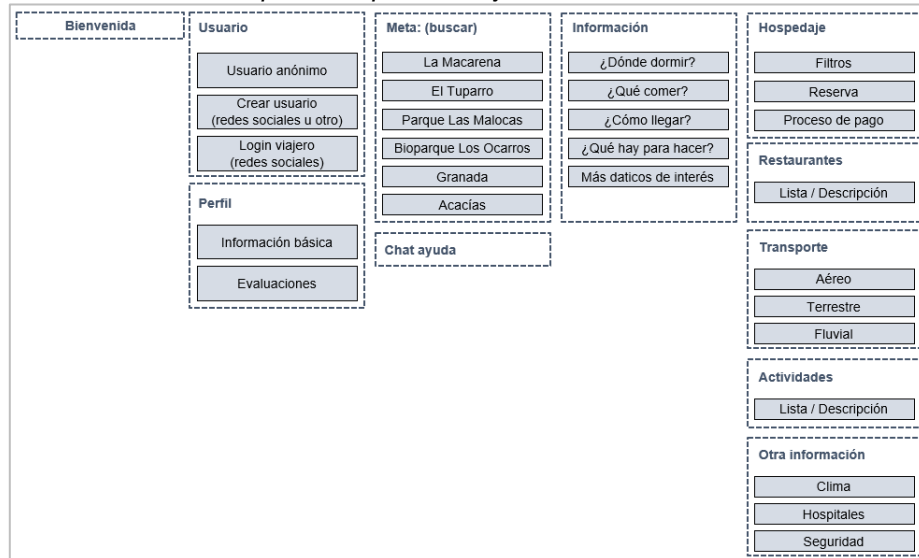 Bienvenida
Usuario
Usuario anónimo
Crear usuario
(redes sociales u otro)
Login viajero
(redes sociales)
Perfil
Información básica
Evaluaciones
Meta: (buscar)
La Macarena
El Tuparro
Parque Las Malocas
Bioparque Los Ocarros
Granada
Acacías
Chat ayuda
Información
¿Dónde dormir?
¿Qué comer?
¿Cómo llegar?
¿Qué hay para hacer?
Más daticos de interés
Hospedaje
Filtros
Reserva
Proceso de pago
Restaurantes
Lista / Descripción
Transporte
Aéreo
Terrestre
Fluvial
Actividades
Lista / Descripción
Otra información
Clima
Hospitales
Seguridad